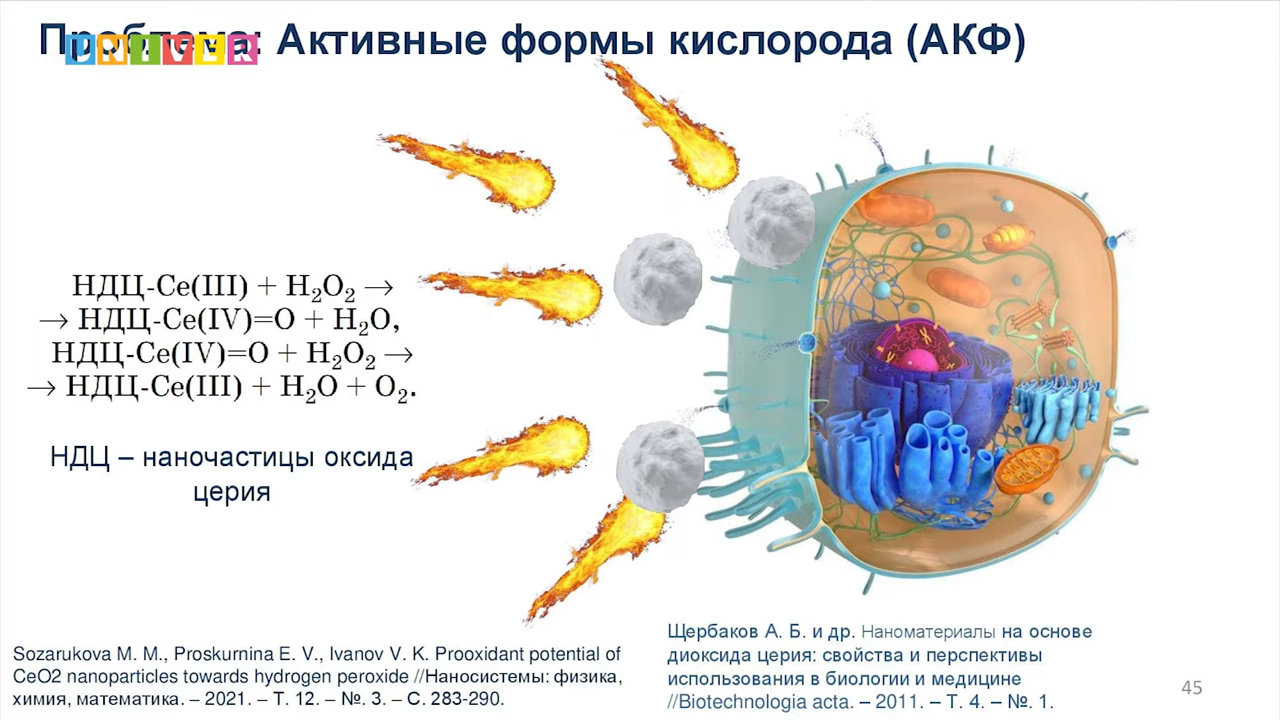 Проблема: Активные формы кислорода (АКФ)
UNIVER
НДЦ-Ce(III) + H₂O₂ →
→ НДЦ-Ce(IV)=O + H₂O,
НДЦ-Ce(IV)=O + H₂O₂ →
→ НДЦ-Ce(III) + H₂O + O₂.
НДЦ – наночастицы оксида
церия
Sozarukova M. M., Proskurnina E. V., Ivanov V. K. Prooxidant potential of
CeO2 nanoparticles towards hydrogen peroxide //Наносистемы: физика,
химия, математика. – 2021. – Т. 12. – №. 3. – С. 283-290.
Щербаков А. Б. и др. Наноматериалы на основе
диоксида церия: свойства и перспективы
использования в биологии и медицине
//Biotechnologia acta. – 2011. – Т. 4. – №. 1.
45